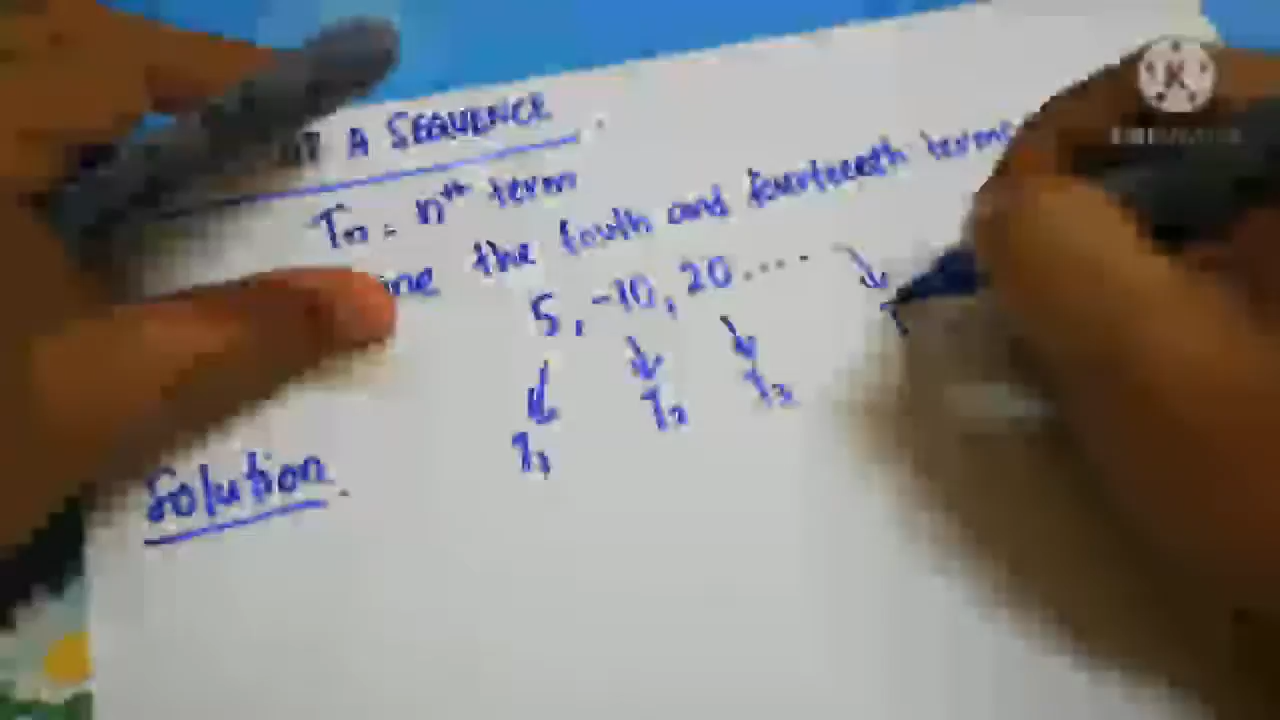 A SEQUENCE
Tn = nth term
the fouth and fourteenth terms
5, -10, 20 ....
T1 T2 T3
Solution.